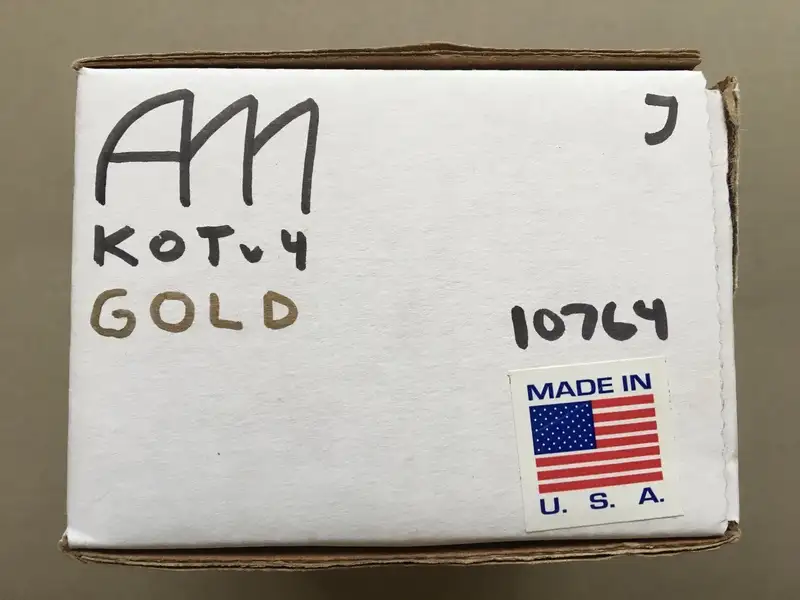 AM
J
KOTv4
GOLD
10764
MADE IN
U. S. A.